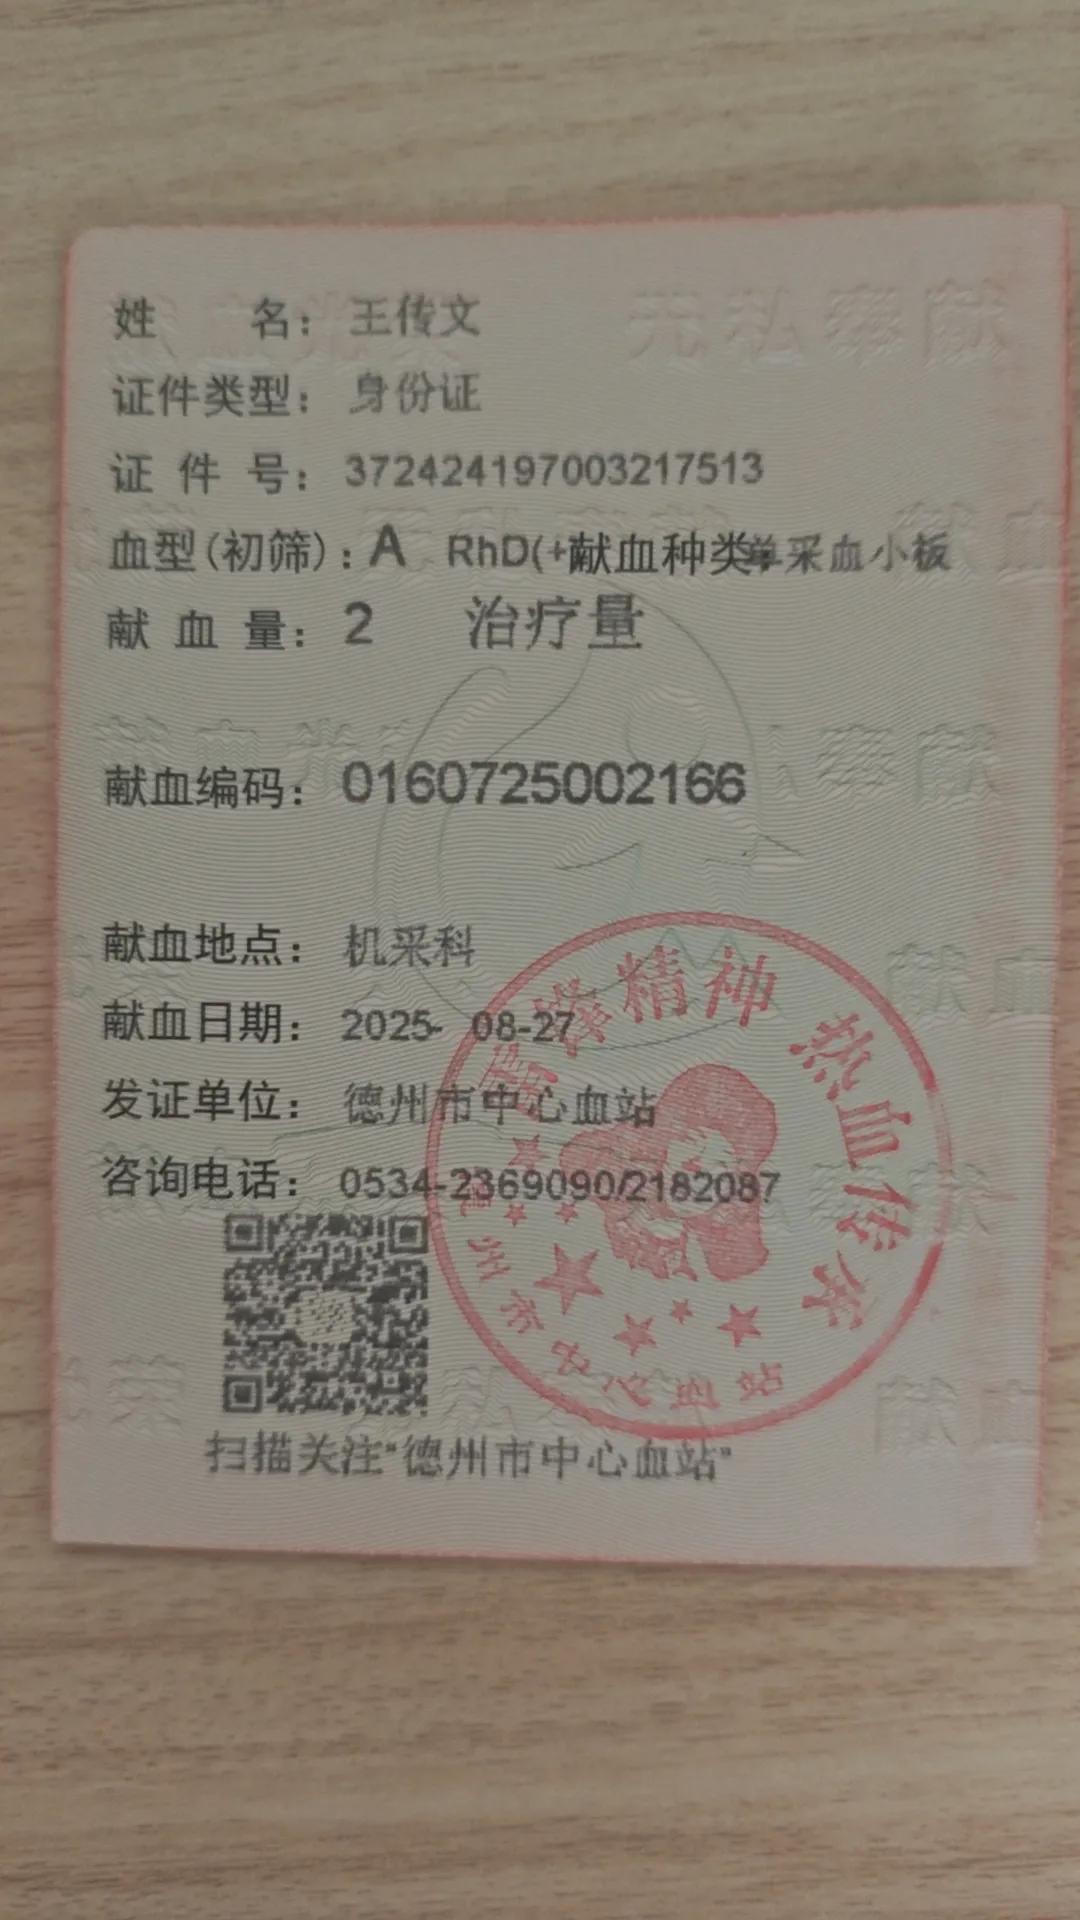 姓 名： 王传文
证件类型： 身份证
证 件 号： 372424197003217513
血型(初筛)：A RhD(+献血种类单采血小板
献 血 量： 2 治疗量
献血编码： 0160725002166
献血地点： 机采科
献血日期： 2025- 08-27
发证单位： 德州市中心血站
咨询电话： 0534-2369090/2182087
扫描关注"德州市中心血站"
雷锋精神 热血传承
德州市中心血站
无私奉献